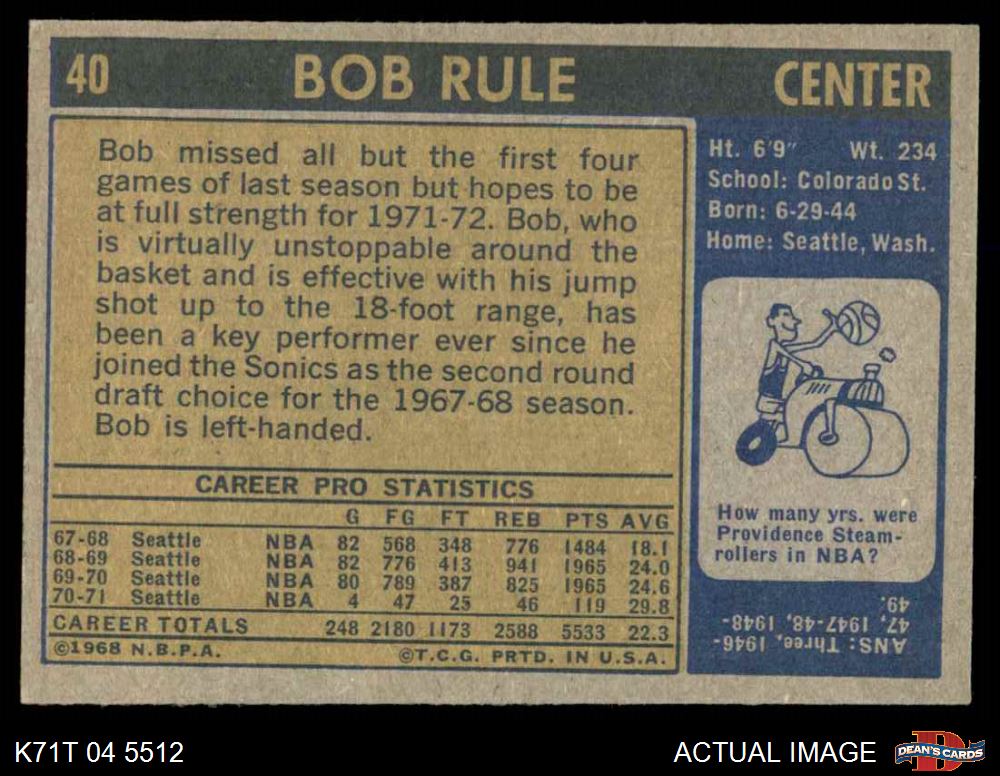 40 BOB RULE CENTER
Bob missed all but the first four
games of last season but hopes to be
at full strength for 1971-72. Bob, who
is virtually unstoppable around the
basket and is effective with his jump
shot up to the 18-foot range, has
been a key performer ever since he
joined the Sonics as the second round
draft choice for the 1967-68 season.
Bob is left-handed.
Ht. 6'9" Wt. 234
School: Colorado St.
Born: 6-29-44
Home: Seattle, Wash.
How many yrs. were
Providence Steam-
rollers in NBA?
ANS: Three, 1946-
47, 1947-48, 1948-
49.
CAREER PRO STATISTICS
G FG FT REB PTS AVG
67-68 Seattle NBA 82 568 348 776 1484 18.1
68-69 Seattle NBA 82 776 413 941 1965 24.0
69-70 Seattle NBA 80 789 387 825 1965 24.6
70-71 Seattle NBA 4 47 25 46 119 29.8
CAREER TOTALS 248 2180 1173 2588 5533 22.3
©1968 N.B.P.A. ©T.C.G. PRTD. IN U.S.A.
K71T 04 5512 ACTUAL IMAGE DEAN'S CARDS